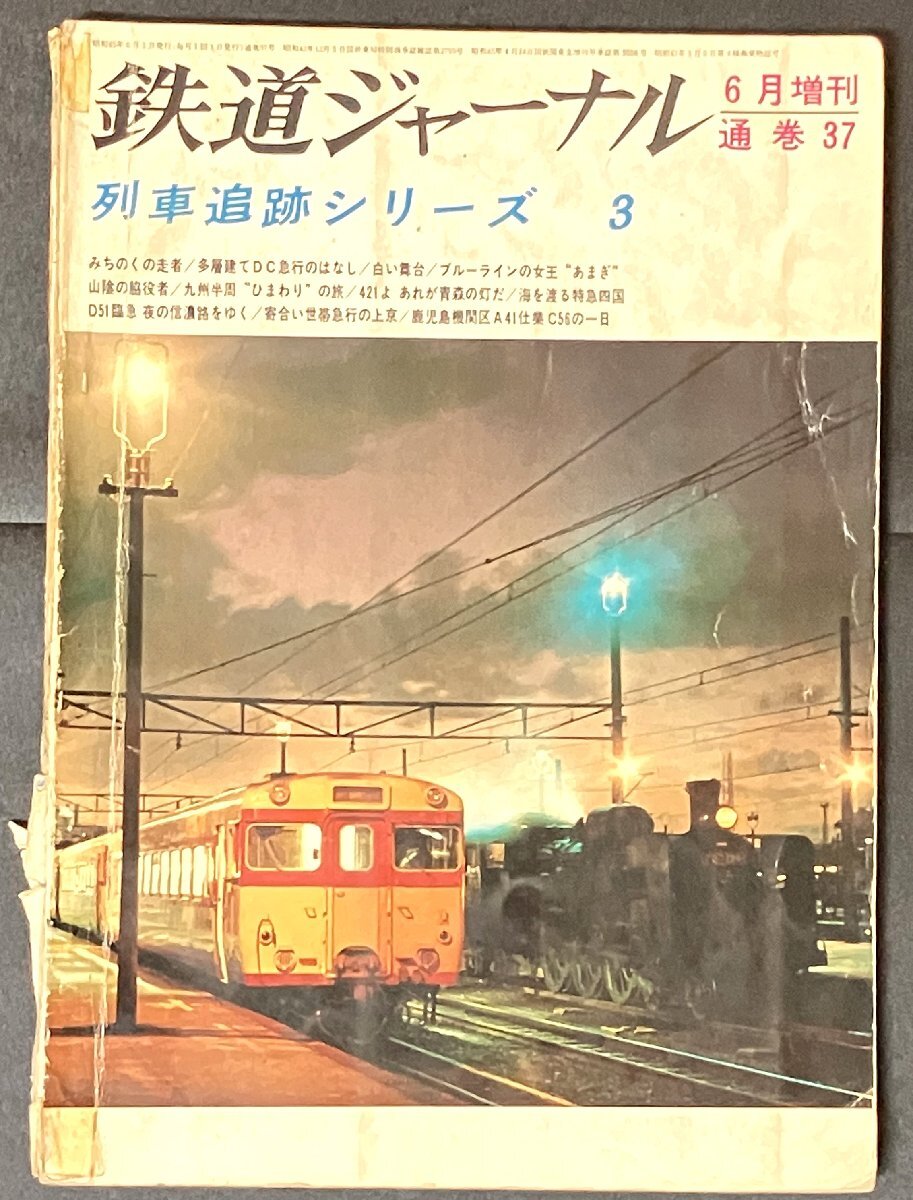 鉄道ジャーナル
6月増刊
通巻 37
列車追跡シリーズ 3
みちのくの走者/多層建てDC急行のはなし/白い舞台/ブルーラインの女王“あまぎ”
山陰の脇役者/九州半周“ひまわり”の旅/421よ あれが青森の灯だ/海を渡る特急四国
D51臨急 夜の信濃路をゆく/寄合い世帯急行の上京/鹿児島機関区A41仕業C56の一日